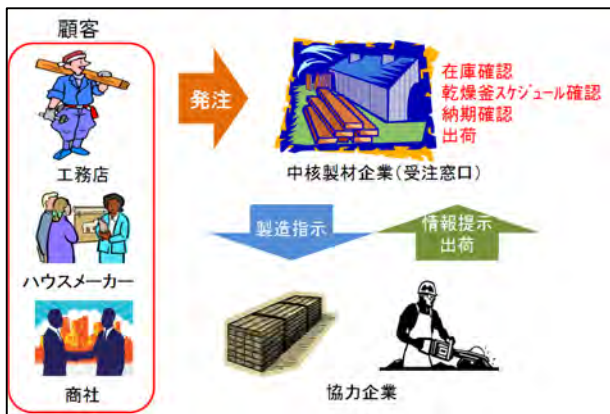 顧客
工務店
ハウスメーカー
商社
発注
在庫確認
乾燥釜スケジュール確認
納期確認
出荷
中核製材企業(受注窓口)
製造指示
情報提示
出荷
協力企業